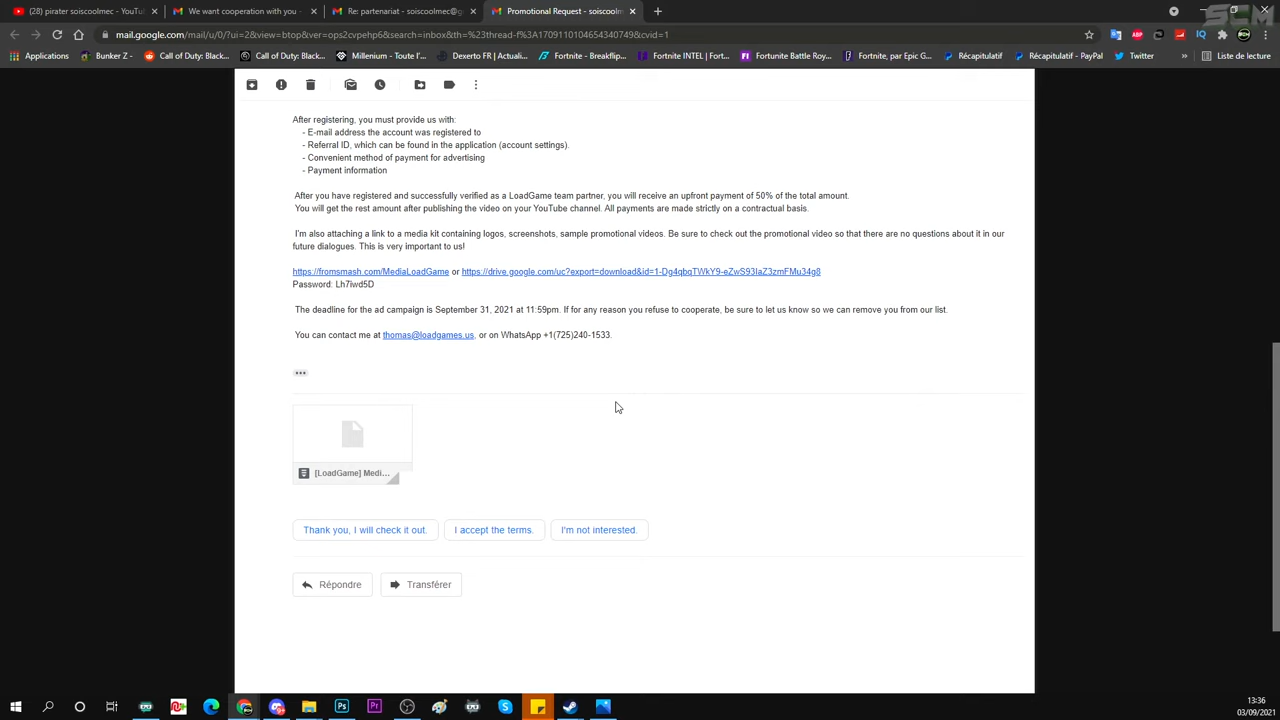 (23) pirater soiscoolmec - YouTub
We want cooperation with you -
Re: partenariat - soiscoolmec@g
Promotional Request - soiscoolm
mail.google.com/mail/u/0/?ui=2&view=btop&ver=ops2cvpehp6&search=inbox&th=%23thread-f%3A1709110104654340749&cvid=1
Applications
Bunker Z -
Call of Duty: Black...
Call of Duty: Black...
Millenium - Toute l'i...
Dexerto FR | Actuali...
Fortnite - Breakflip...
Fortnite INTEL | Fort...
Fortuite Battle Roy...
Fortnite, par Epic G...
Récapitulatif
Récapitulatif - PayPal
Twitter
»
Liste de lecture
After registering, you must provide us with:
- E-mail address the account was registered to
- Referral ID, which can be found in the application (account settings).
- Convenient method of payment for advertising
- Payment information
After you have registered and successfully verified as a LoadGame team partner, you will receive an upfront payment of 50% of the total amount.
You will get the rest amount after publishing the video on your YouTube channel. All payments are made strictly on a contractual basis.
I'm also attaching a link to a media kit containing logos, screenshots, sample promotional videos. Be sure to check out the promotional video so that there are no questions about it in our
future dialogues. This is very important to us!
https://fromsmash.com/MediaLoadGame or https://drive.google.com/uc?export=download&id=1-Dg4qbqTWkY9-eZwS93IaZ3zmFMu34g8
Password: Lh7iwd5D
The deadline for the ad campaign is September 31, 2021 at 11:59pm. If for any reason you refuse to cooperate, be sure to let us know so we can remove you from our list.
You can contact me at thomas@loadgames.us, or on WhatsApp +1(725)240-1533.
[LoadGame] Medi...
Thank you, I will check it out.
I accept the terms.
I'm not interested.
Répondre
Transférer
13:36
03/09/2021